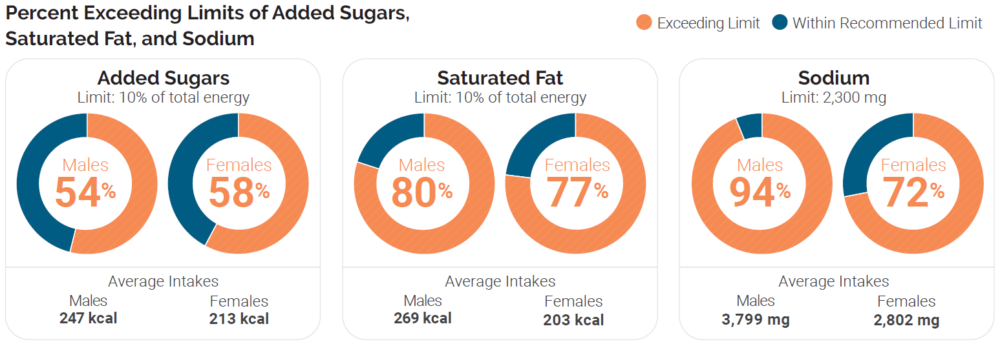 Percent Exceeding Limits of Added Sugars,
Saturated Fat, and Sodium
Exceeding Limit
Within Recommended Limit
Added Sugars
Limit: 10% of total energy
Males
54%
Females
58%
Average Intakes
Males
247 kcal
Females
213 kcal
Saturated Fat
Limit: 10% of total energy
Males
80%
Females
77%
Average Intakes
Males
269 kcal
Females
203 kcal
Sodium
Limit: 2,300 mg
Males
94%
Females
72%
Average Intakes
Males
3,799 mg
Females
2,802 mg